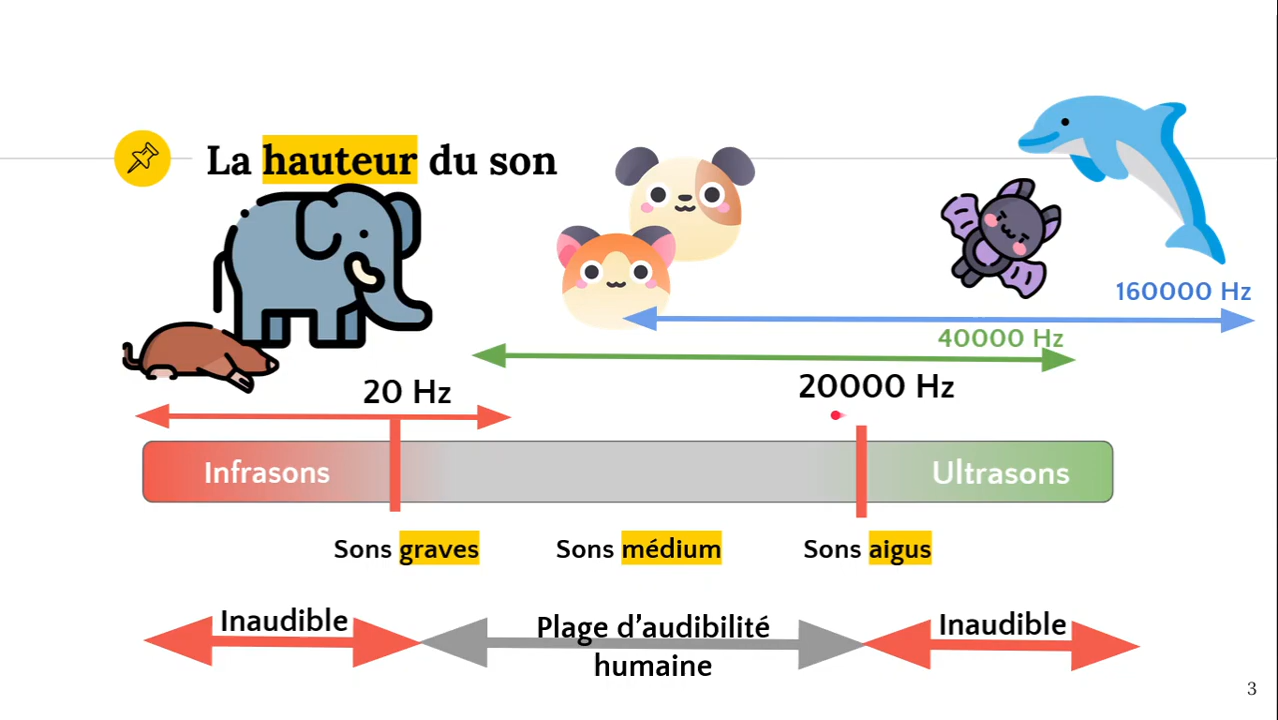 La hauteur du son
160000 Hz
40000 Hz
20 Hz
20000 Hz
Infrasons
Ultrasons
Sons graves
Sons médium
Sons aigus
Inaudible
Plage d’audibilité
humaine
Inaudible
3